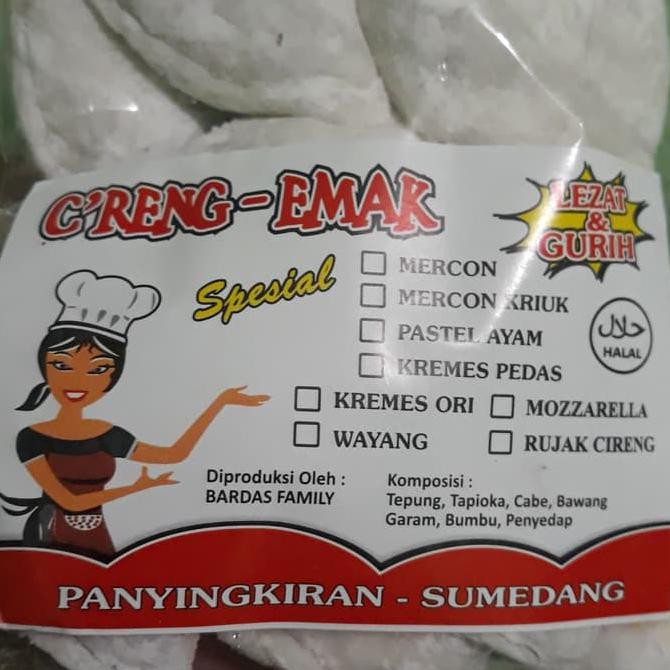 C'RENG - EMAK
LEZAT
&
GURIH
Spesial
MERCON
MERCON KRIUK
PASTEL AYAM
KREMES PEDAS
حلال
HALAL
KREMES ORI
MOZZARELLA
WAYANG
RUJAK CIRENG
Diproduksi Oleh :
BARDAS FAMILY
Komposisi :
Tepung, Tapioka, Cabe, Bawang
Garam, Bumbu, Penyedap
PANYINGKIRAN - SUMEDANG